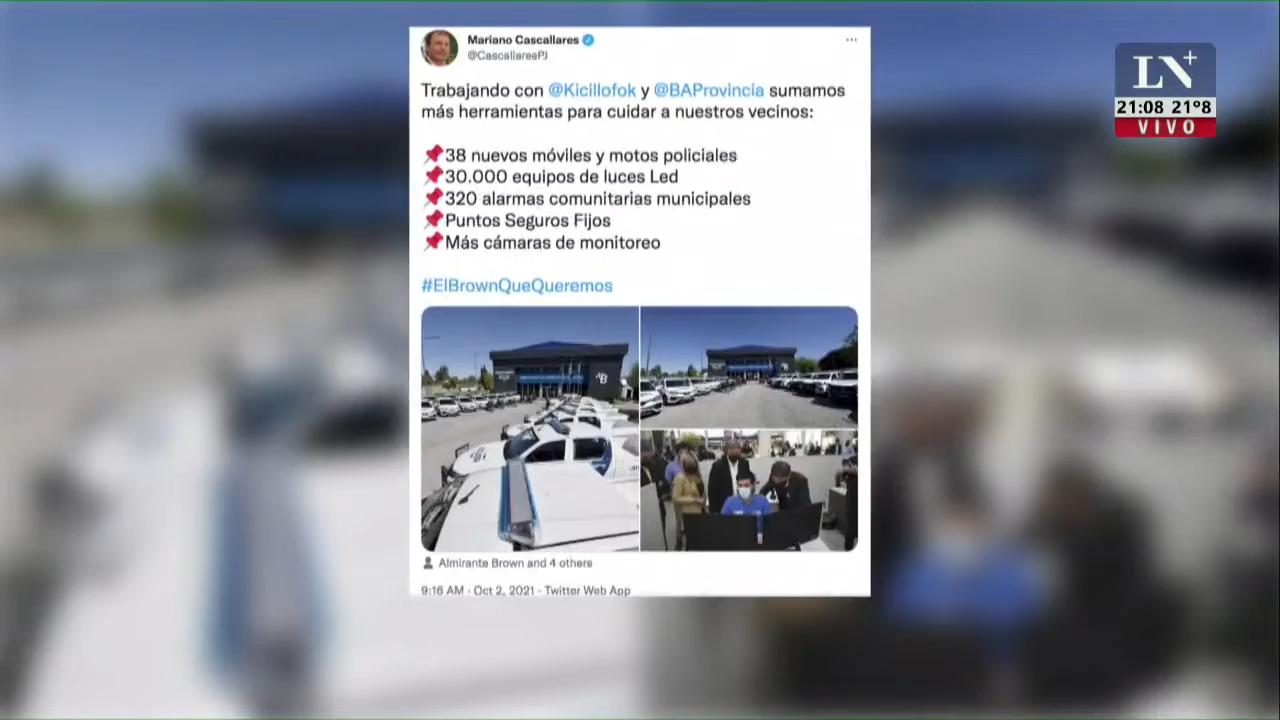 Mariano Cascallares
@CascallaresPJ
Trabajando con @Kicillofok y @BAProvincia sumamos
más herramientas para cuidar a nuestros vecinos:
38 nuevos móviles y motos policiales
30.000 equipos de luces Led
320 alarmas comunitarias municipales
Puntos Seguros Fijos
Más cámaras de monitoreo
#ElBrownQueQueremos
Almirante Brown and 4 others
9:16 AM · Oct 2, 2021 · Twitter Web App
LN+
21:08 21°8
VIVO